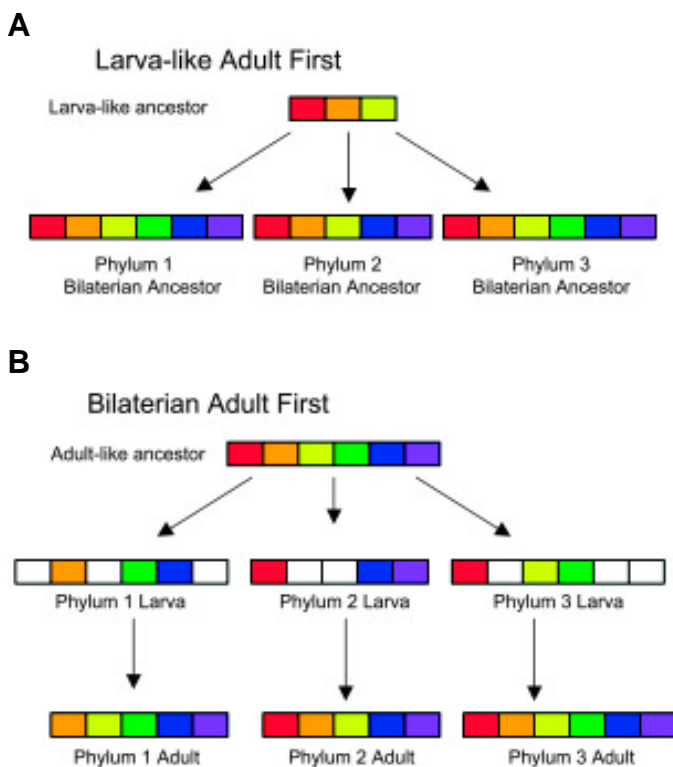 A
Larva-like Adult First
Larva-like ancestor
Phylum 1
Bilaterian Ancestor
Phylum 2
Bilaterian Ancestor
Phylum 3
Bilaterian Ancestor
B
Bilaterian Adult First
Adult-like ancestor
Phylum 1 Larva
Phylum 2 Larva
Phylum 3 Larva
Phylum 1 Adult
Phylum 2 Adult
Phylum 3 Adult